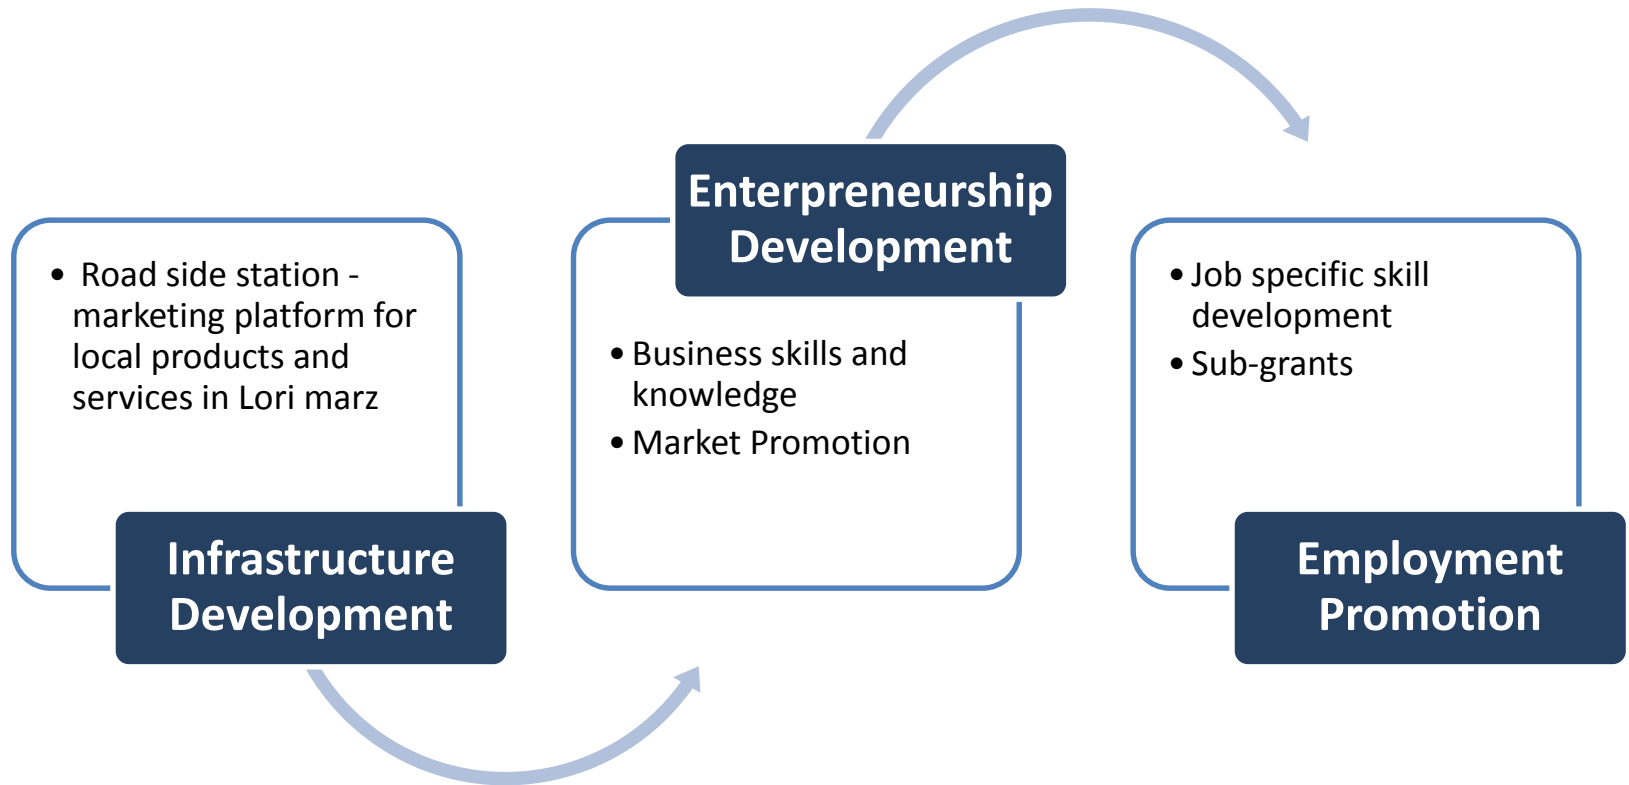 • Road side station -
marketing platform for
local products and
services in Lori marz
Infrastructure
Development
Enterpreneurship
Development
• Business skills and
knowledge
• Market Promotion
• Job specific skill
development
• Sub-grants
Employment
Promotion